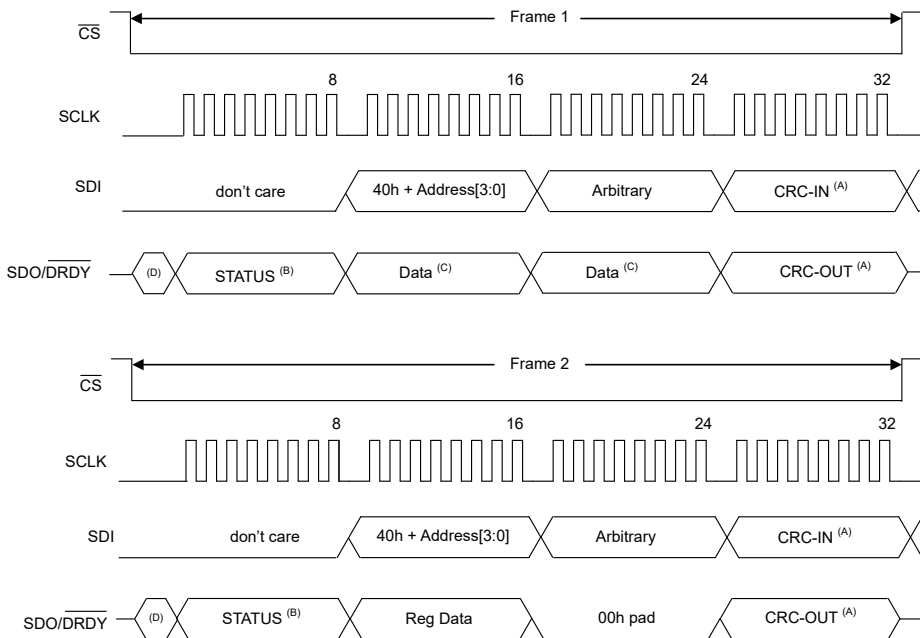 Frame 1
CS
8 16 24 32
SCLK
SDI don't care 40h + Address[3:0] Arbitrary CRC-IN (A)
SDO/DRDY (D) STATUS (B) Data (C) Data (C) CRC-OUT (A)
Frame 2
CS
8 16 24 32
SCLK
SDI don't care 40h + Address[3:0] Arbitrary CRC-IN (A)
SDO/DRDY (D) STATUS (B) Reg Data 00h pad CRC-OUT (A)